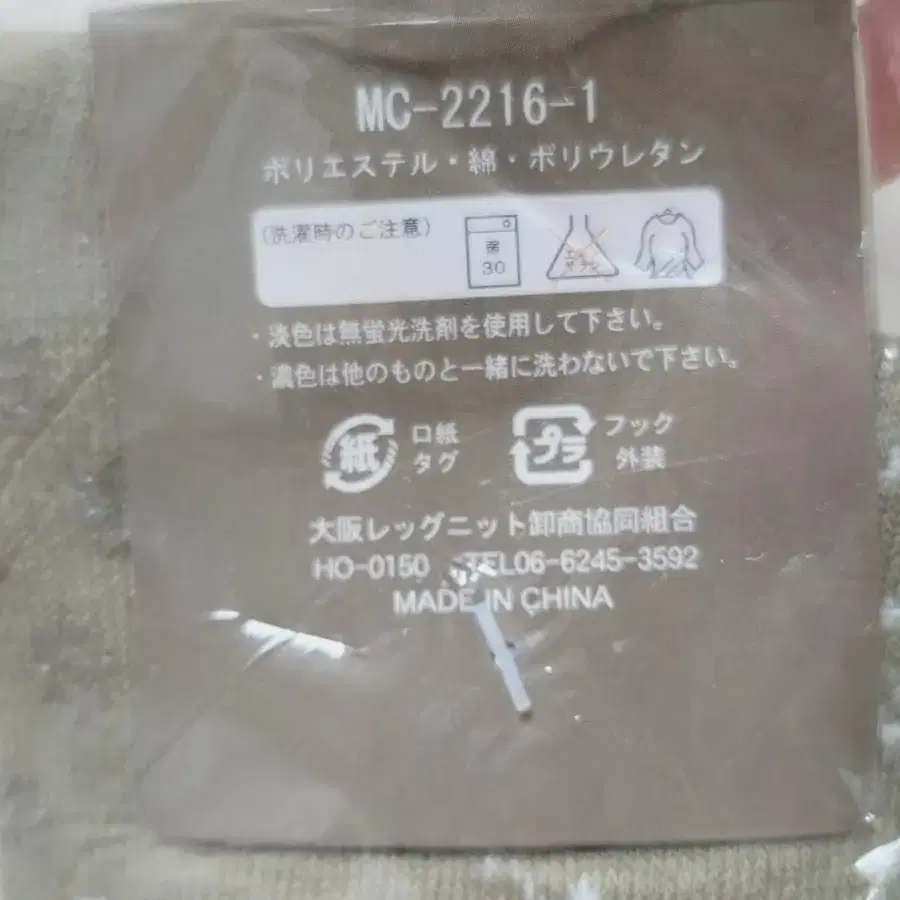 MC-2216-1
ポリエステル・綿・ポリウレタン
(洗濯時のご注意)
30
・淡色は無蛍光洗剤を使用して下さい。
・濃色は他のものと一緒に洗わないで下さい。
紙 口紙
タグ
プラ フック
外装
大阪レッグニット卸商協同組合
HO-0150 TEL06-6245-3592
MADE IN CHINA